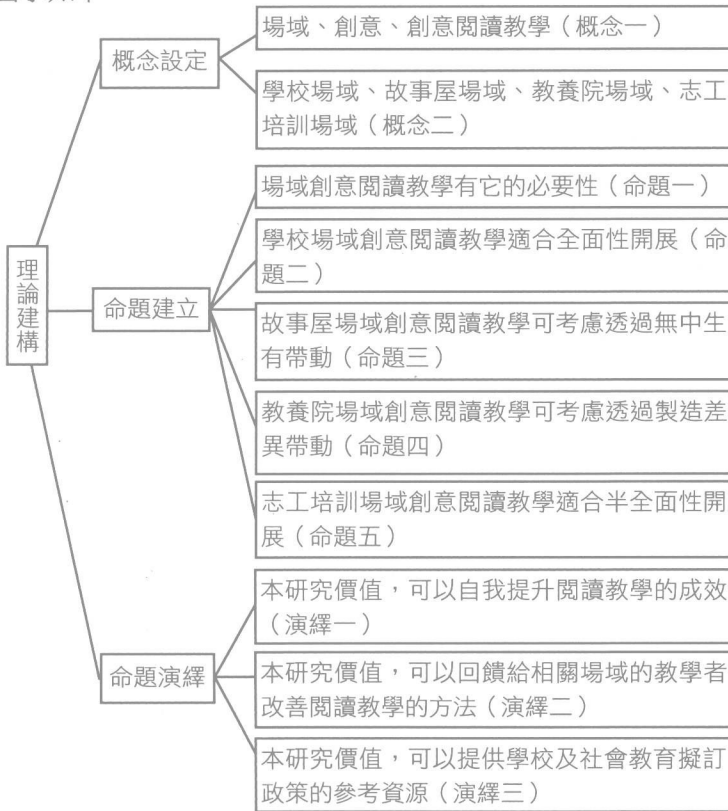 場域、創意、創意閱讀教學（概念一）
概念設定
學校場域、故事屋場域、教養院場域、志工
培訓場域（概念二）
場域創意閱讀教學有它的必要性（命題一）
學校場域創意閱讀教學適合全面性開展（命
題二）
理論建構
命題建立
故事屋場域創意閱讀教學可考慮透過無中生
有帶動（命題三）
教養院場域創意閱讀教學可考慮透過製造差
異帶動（命題四）
志工培訓場域創意閱讀教學適合半全面性開
展（命題五）
本研究價值，可以自我提升閱讀教學的成效
（演繹一）
命題演繹
本研究價值，可以回饋給相關場域的教學者
改善閱讀教學的方法（演繹二）
本研究價值，可以提供學校及社會教育擬訂
政策的參考資源（演繹三）